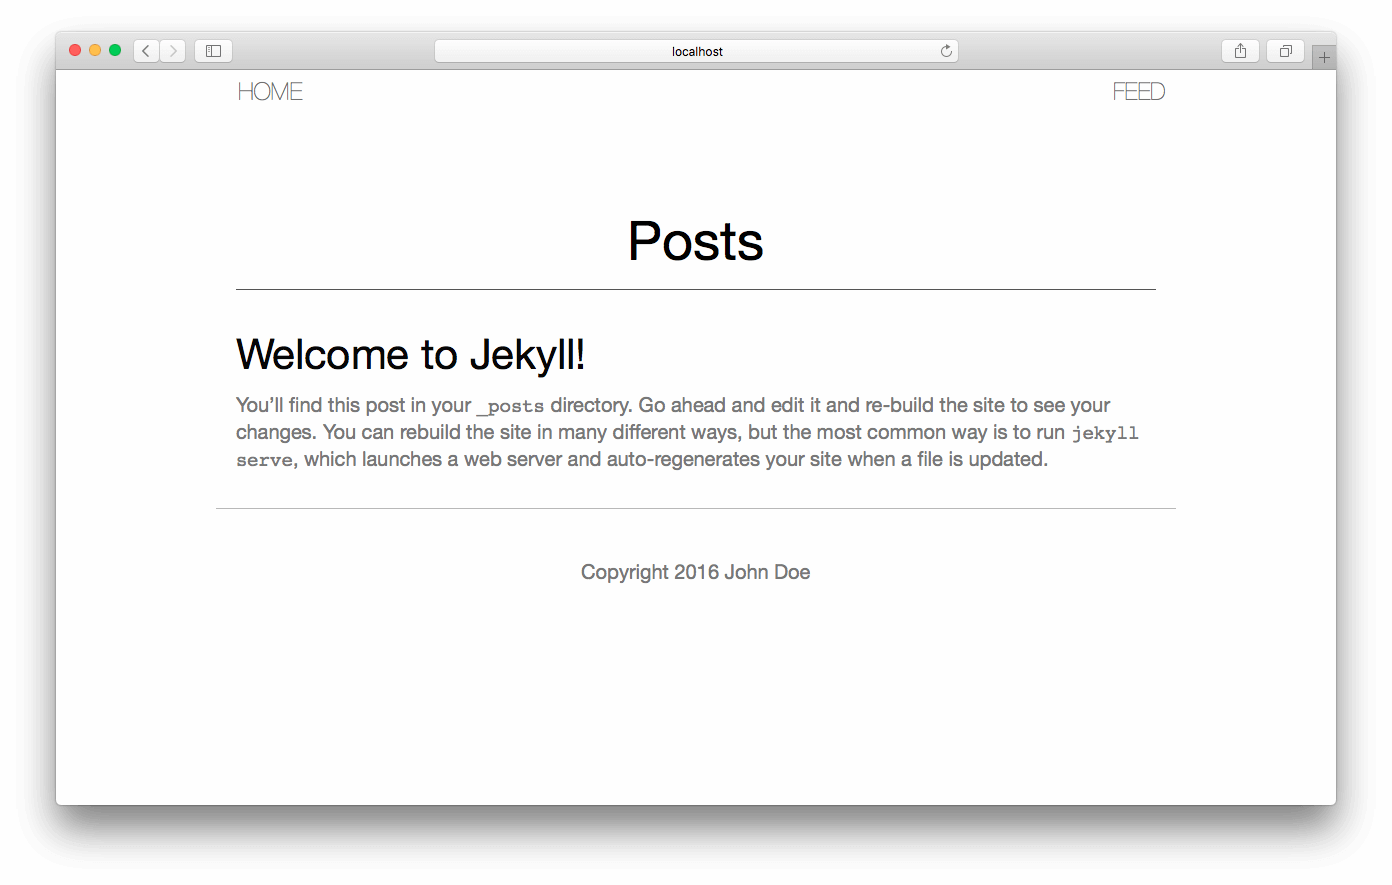 localhost
HOME FEED
Posts
Welcome to Jekyll!
You’ll find this post in your _posts directory. Go ahead and edit it and re-build the site to see your
changes. You can rebuild the site in many different ways, but the most common way is to run jekyll
serve, which launches a web server and auto-regenerates your site when a file is updated.
Copyright 2016 John Doe